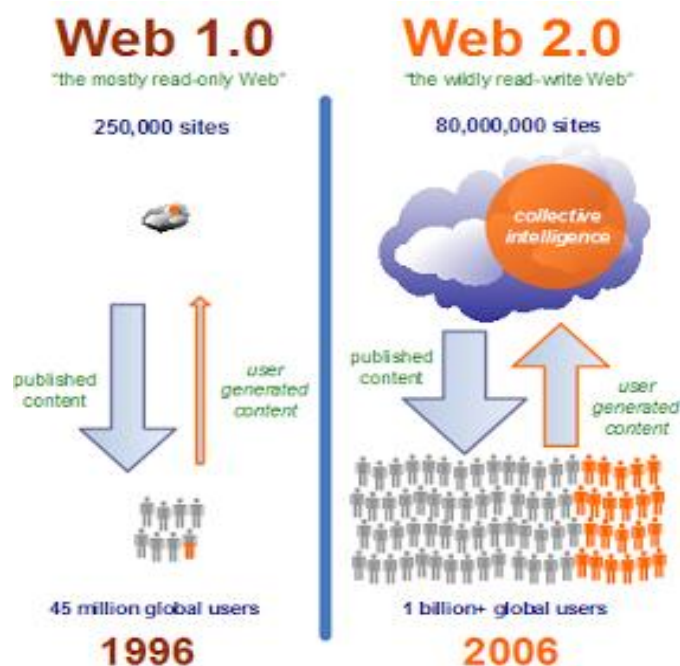 Web 1.0
"the mostly read-only Web"
250,000 sites
published
content
user
generated
content
45 million global users
1996
Web 2.0
"the wildly read-write Web"
80,000,000 sites
collective
intelligence
published
content
user
generated
content
1 billion+ global users
2006